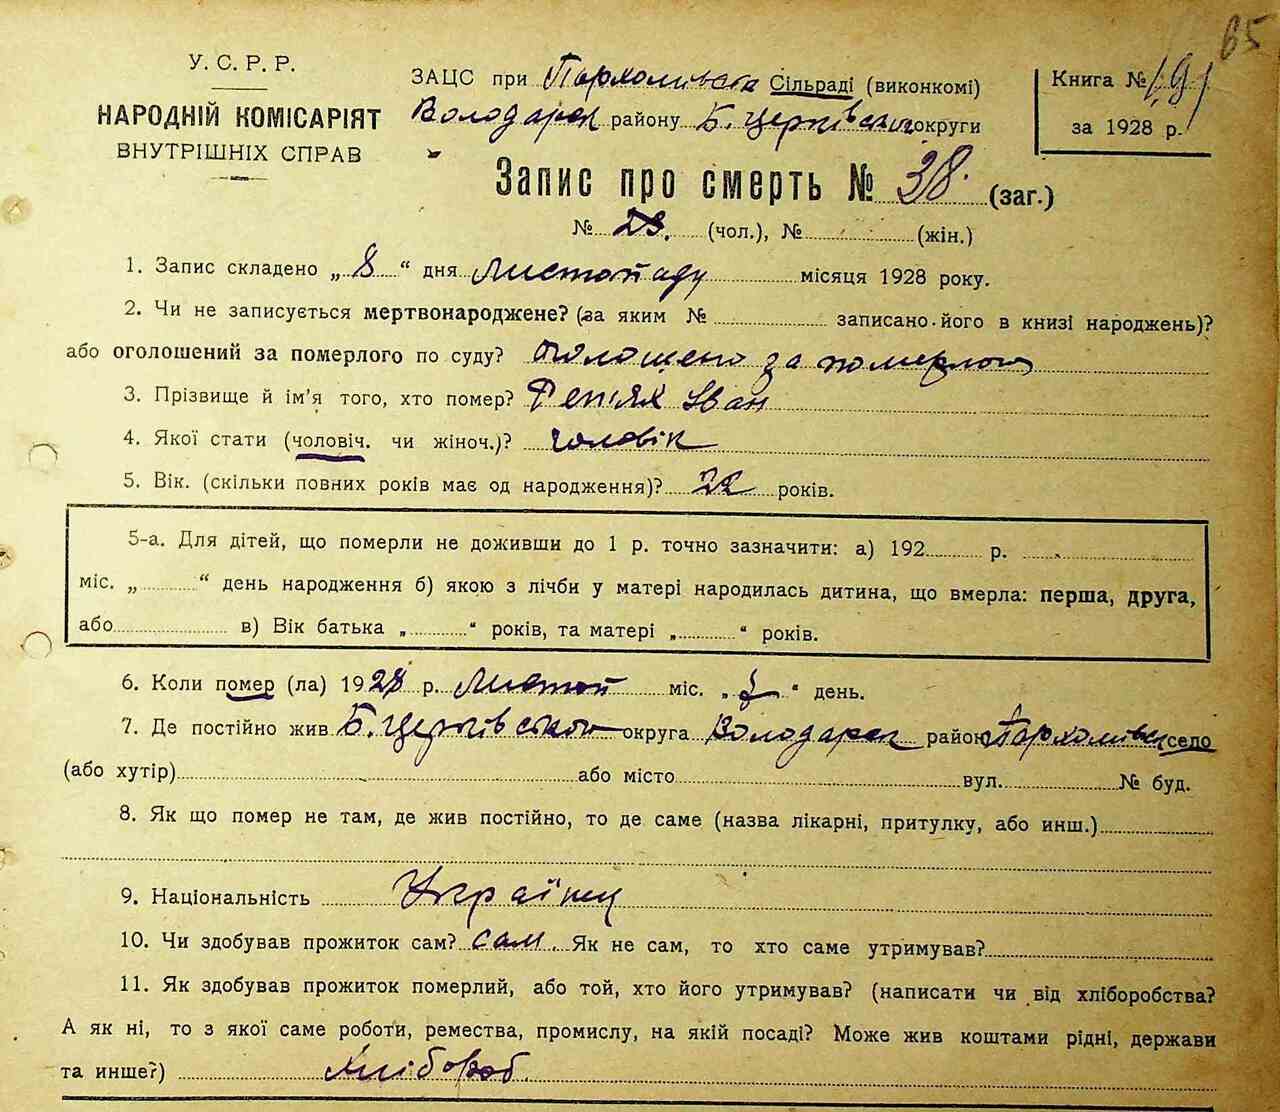 65
У. С. Р. Р.
НАРОДНІЙ КОМІСАРІЯТ
ВНУТРІШНІХ СПРАВ
ЗАЦС при Пархомівська Сільраді (виконкомі)
Володарск району Б. Церківської округи
Книга № 191
за 1928 р.
Запис про смерть № 38. (заг.)
№ 23. (чол.), № (жін.)
1. Запис складено „ 8 “ дня Листопаду місяця 1928 року.
2. Чи не записується мертвонароджене? (за яким № записано його в книзі народжень)?
або оголошений за померлого по суду? оголошено за померлого
3. Прізвище й ім'я того, хто помер? Реп'ях Іван
4. Якої стати (чоловіч. чи жіноч.)? чоловік
5. Вік. (скільки повних років має од народження)? 22 років.
5-а. Для дітей, що померли не доживши до 1 р. точно зазначити: а) 192 р.
міс. „ “ день народження б) якою з лічби у матері народилась дитина, що вмерла: перша, друга,
або в) Вік батька „ “ років, та матері „ “ років.
6. Коли помер (ла) 1928 р. Листоп міс. „ “ день.
7. Де постійно жив Б. Церківської округа Володарск район Пархомівка село
(або хутір) або місто вул. № буд.
8. Як що помер не там, де жив постійно, то де саме (назва лікарні, притулку, або инш.)
9. Національність Українец
10. Чи здобував прожиток сам? сам. Як не сам, то хто саме утримував?
11. Як здобував прожиток померлий, або той, хто його утримував? (написати чи від хліборобства?
А як ні, то з якої саме роботи, ремества, промислу, на якій посаді? Може жив коштами рідні, держави
та инше?) Хлібороб